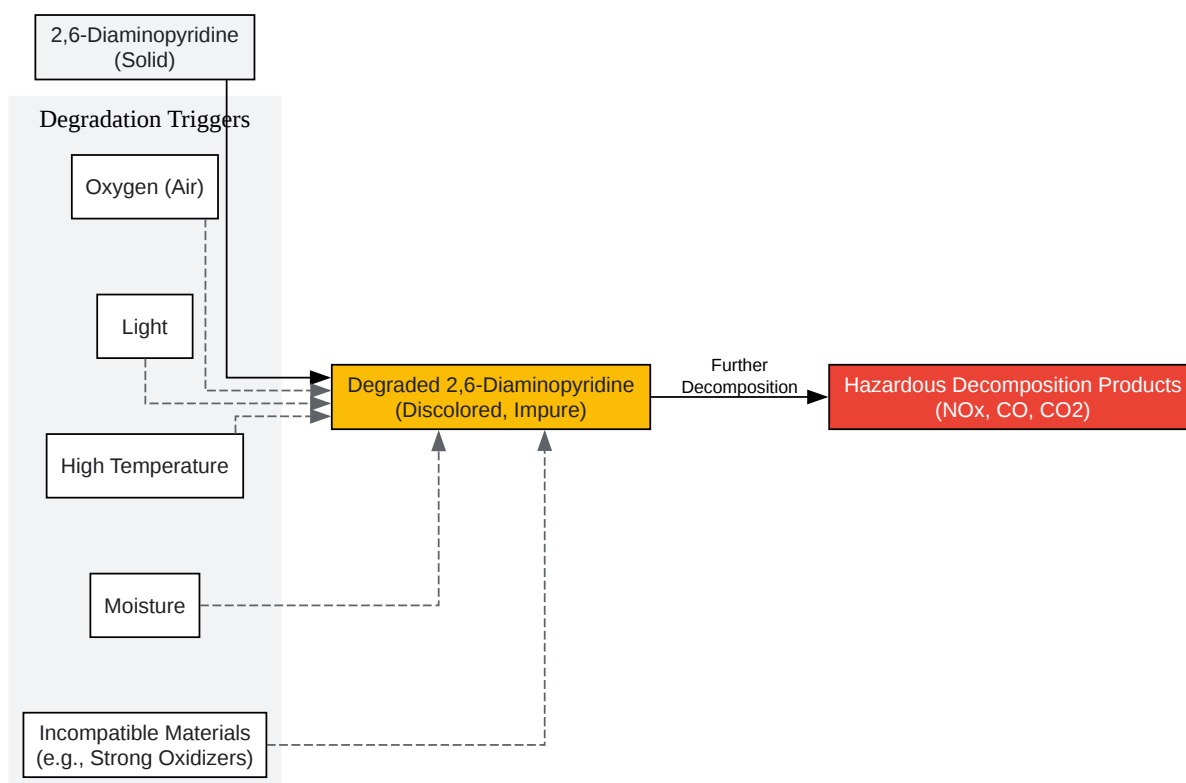 2,6-Diaminopyridine
(Solid)
Degradation Triggers
Oxygen (Air)
Light
High Temperature
Moisture
Incompatible Materials
(e.g., Strong Oxidizers)
Degraded 2,6-Diaminopyridine
(Discolored, Impure)
Further
Decomposition
Hazardous Decomposition Products
(NOx, CO, CO2)